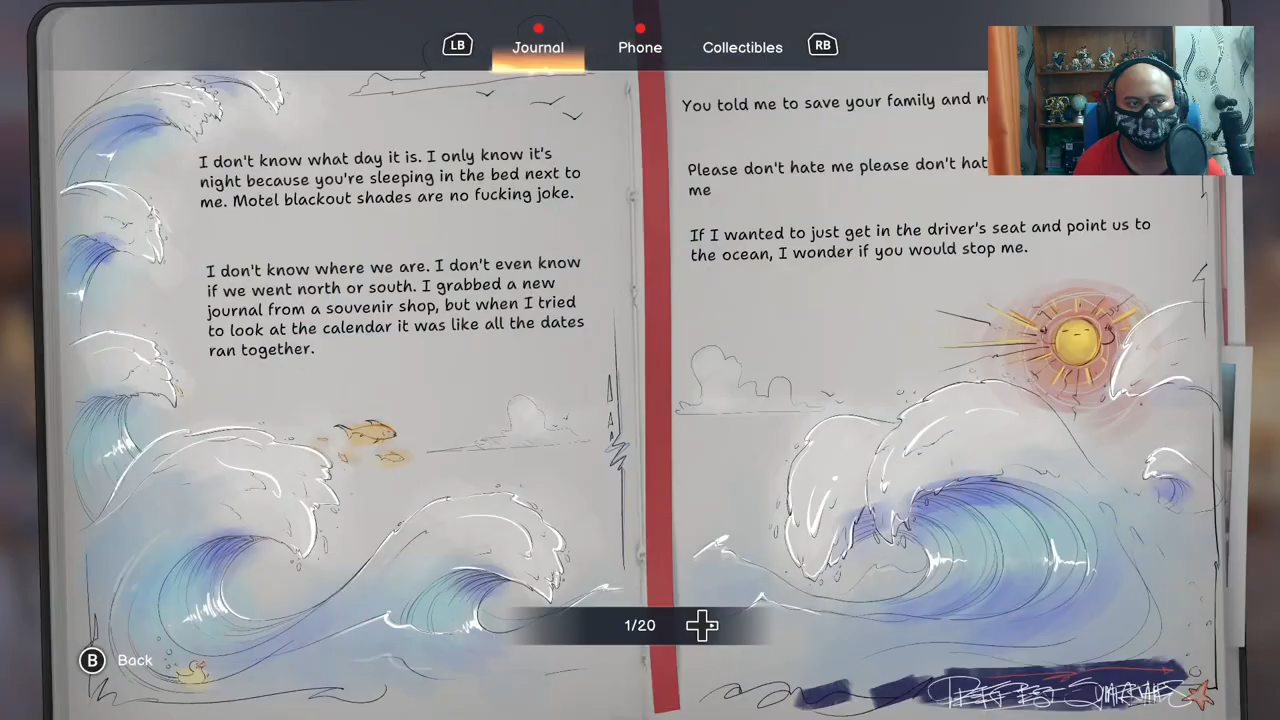 LB Journal Phone Collectibles RB
I don't know what day it is. I only know it's
night because you're sleeping in the bed next to
me. Motel blackout shades are no fucking joke.
I don't know where we are. I don't even know
if we went north or south. I grabbed a new
journal from a souvenir shop, but when I tried
to look at the calendar it was like all the dates
ran together.
You told me to save your family and
Please don't hate me please don't
me
If I wanted to just get in the driver's seat and point us to
the ocean, I wonder if you would stop me.
1/20
B Back